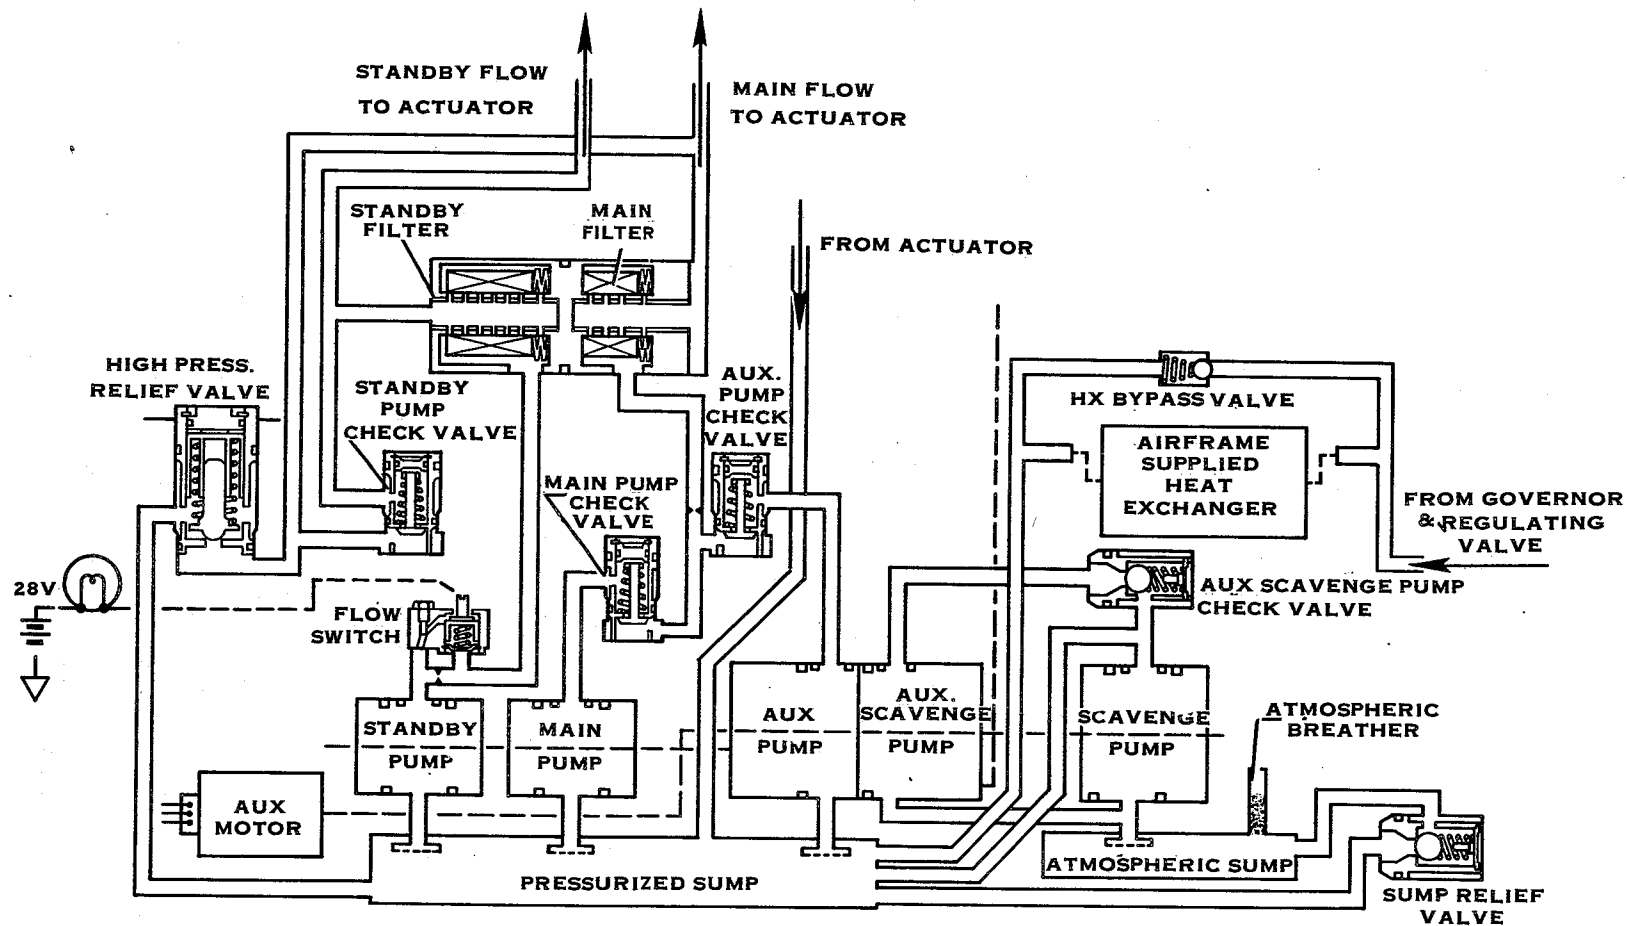 STANDBY FLOW
TO ACTUATOR
MAIN FLOW
TO ACTUATOR
STANDBY
FILTER
MAIN
FILTER
FROM ACTUATOR
HIGH PRESS.
RELIEF VALVE
STANDBY
PUMP
CHECK VALVE
AUX.
PUMP
CHECK
VALVE
HX BYPASS VALVE
AIRFRAME
SUPPLIED
HEAT
EXCHANGER
MAIN PUMP
CHECK
VALVE
FROM GOVERNOR
& REGULATING
VALVE
28V
FLOW
SWITCH
AUX SCAVENGE PUMP
CHECK VALVE
STANDBY
PUMP
MAIN
PUMP
AUX
PUMP
AUX.
SCAVENGE
PUMP
SCAVENGE
PUMP
ATMOSPHERIC
BREATHER
AUX
MOTOR
PRESSURIZED SUMP
ATMOSPHERIC SUMP
SUMP RELIEF
VALVE